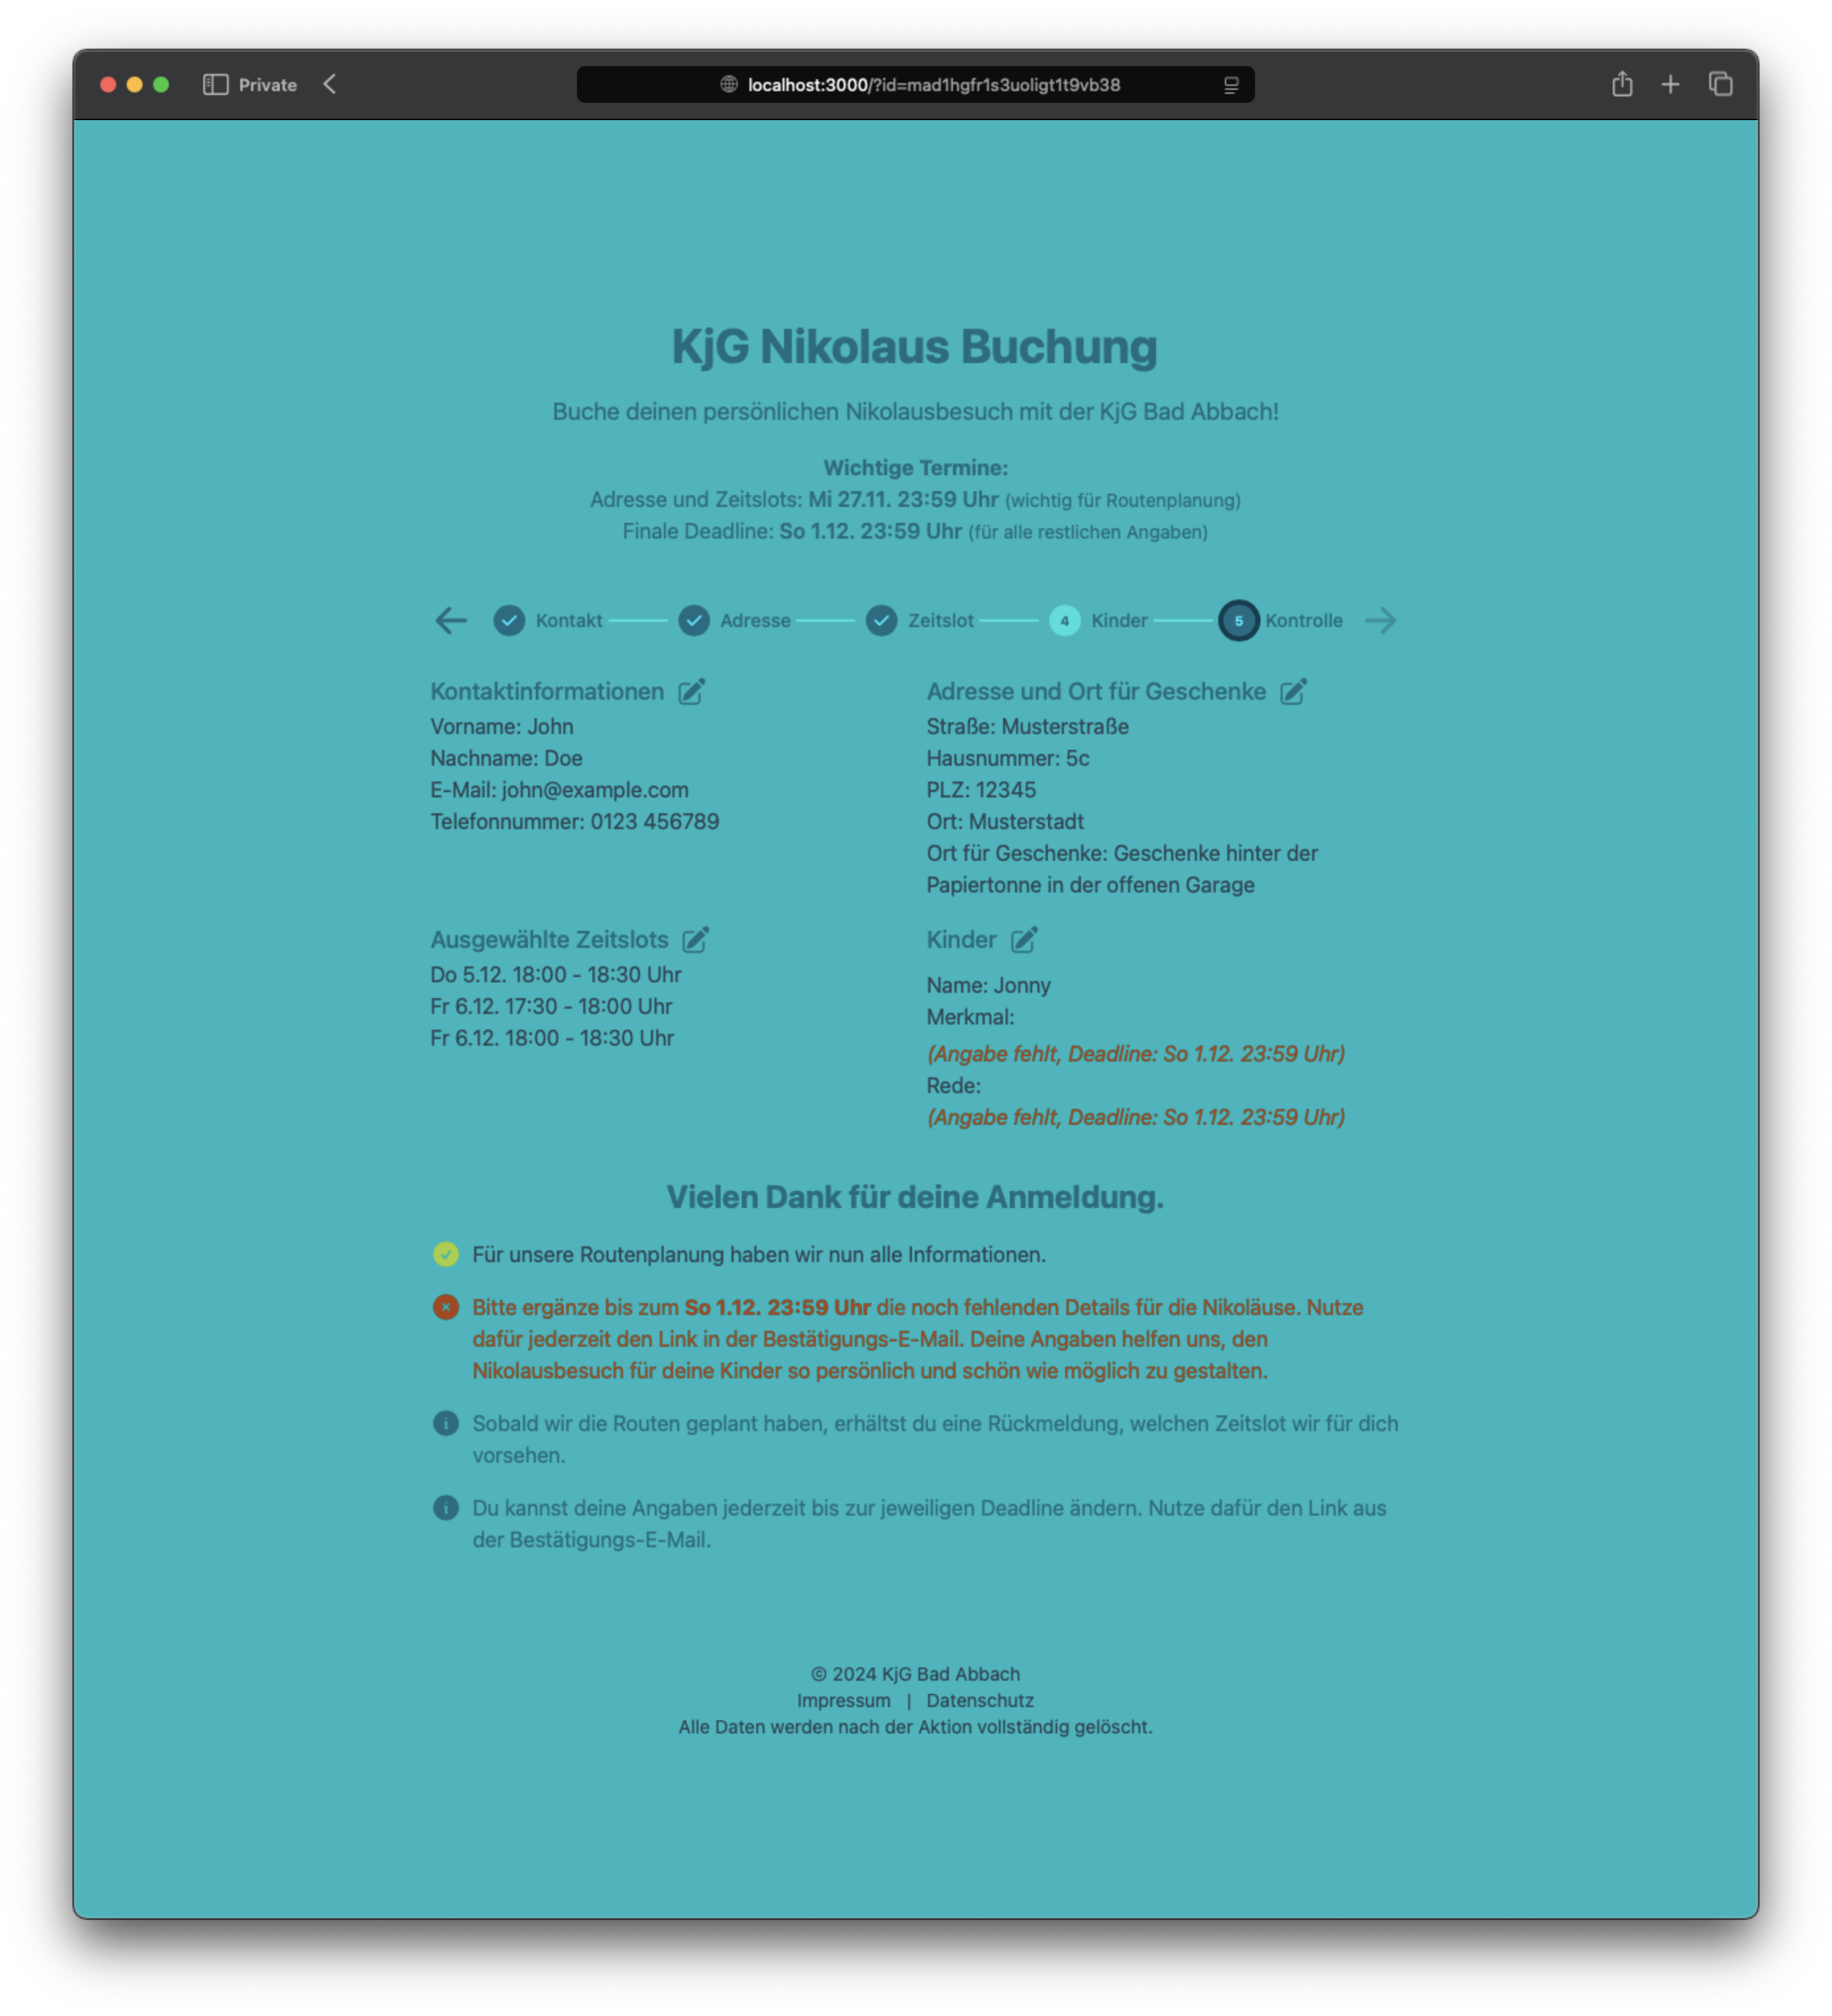 Private
localhost:3000/?id=mad1hgfr1s3uoligt1t9vb38
KjG Nikolaus Buchung
Buche deinen persönlichen Nikolausbesuch mit der KjG Bad Abbach!
Wichtige Termine:
Adresse und Zeitslots: Mi 27.11. 23:59 Uhr (wichtig für Routenplanung)
Finale Deadline: So 1.12. 23:59 Uhr (für alle restlichen Angaben)
Kontakt Adresse Zeitslot 4 Kinder 5 Kontrolle
Kontaktinformationen
Vorname: John
Nachname: Doe
E-Mail: john@example.com
Telefonnummer: 0123 456789
Adresse und Ort für Geschenke
Straße: Musterstraße
Hausnummer: 5c
PLZ: 12345
Ort: Musterstadt
Ort für Geschenke: Geschenke hinter der
Papiertonne in der offenen Garage
Ausgewählte Zeitslots
Do 5.12. 18:00 - 18:30 Uhr
Fr 6.12. 17:30 - 18:00 Uhr
Fr 6.12. 18:00 - 18:30 Uhr
Kinder
Name: Jonny
Merkmal:
(Angabe fehlt, Deadline: So 1.12. 23:59 Uhr)
Rede:
(Angabe fehlt, Deadline: So 1.12. 23:59 Uhr)
Vielen Dank für deine Anmeldung.
Für unsere Routenplanung haben wir nun alle Informationen.
Bitte ergänze bis zum So 1.12. 23:59 Uhr die noch fehlenden Details für die Nikoläuse. Nutze
dafür jederzeit den Link in der Bestätigungs-E-Mail. Deine Angaben helfen uns, den
Nikolausbesuch für deine Kinder so persönlich und schön wie möglich zu gestalten.
Sobald wir die Routen geplant haben, erhältst du eine Rückmeldung, welchen Zeitslot wir für dich
vorsehen.
Du kannst deine Angaben jederzeit bis zur jeweiligen Deadline ändern. Nutze dafür den Link aus
der Bestätigungs-E-Mail.
© 2024 KjG Bad Abbach
Impressum | Datenschutz
Alle Daten werden nach der Aktion vollständig gelöscht.